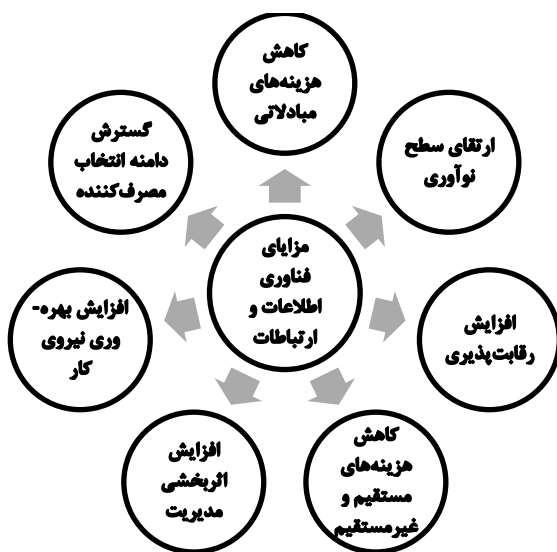 کاهش
هزینه‌های
مبادلاتی
ارتقای سطح
نوآوری
افزایش
رقابت‌پذیری
کاهش
هزینه‌های
مستقیم و
غیرمستقیم
افزایش
اثربخشی
مدیریت
افزایش بهره-
وری نیروی
کار
گسترش
دامنه انتخاب
مصرف‌کننده
مزایای
فناوری
اطلاعات و
ارتباطات